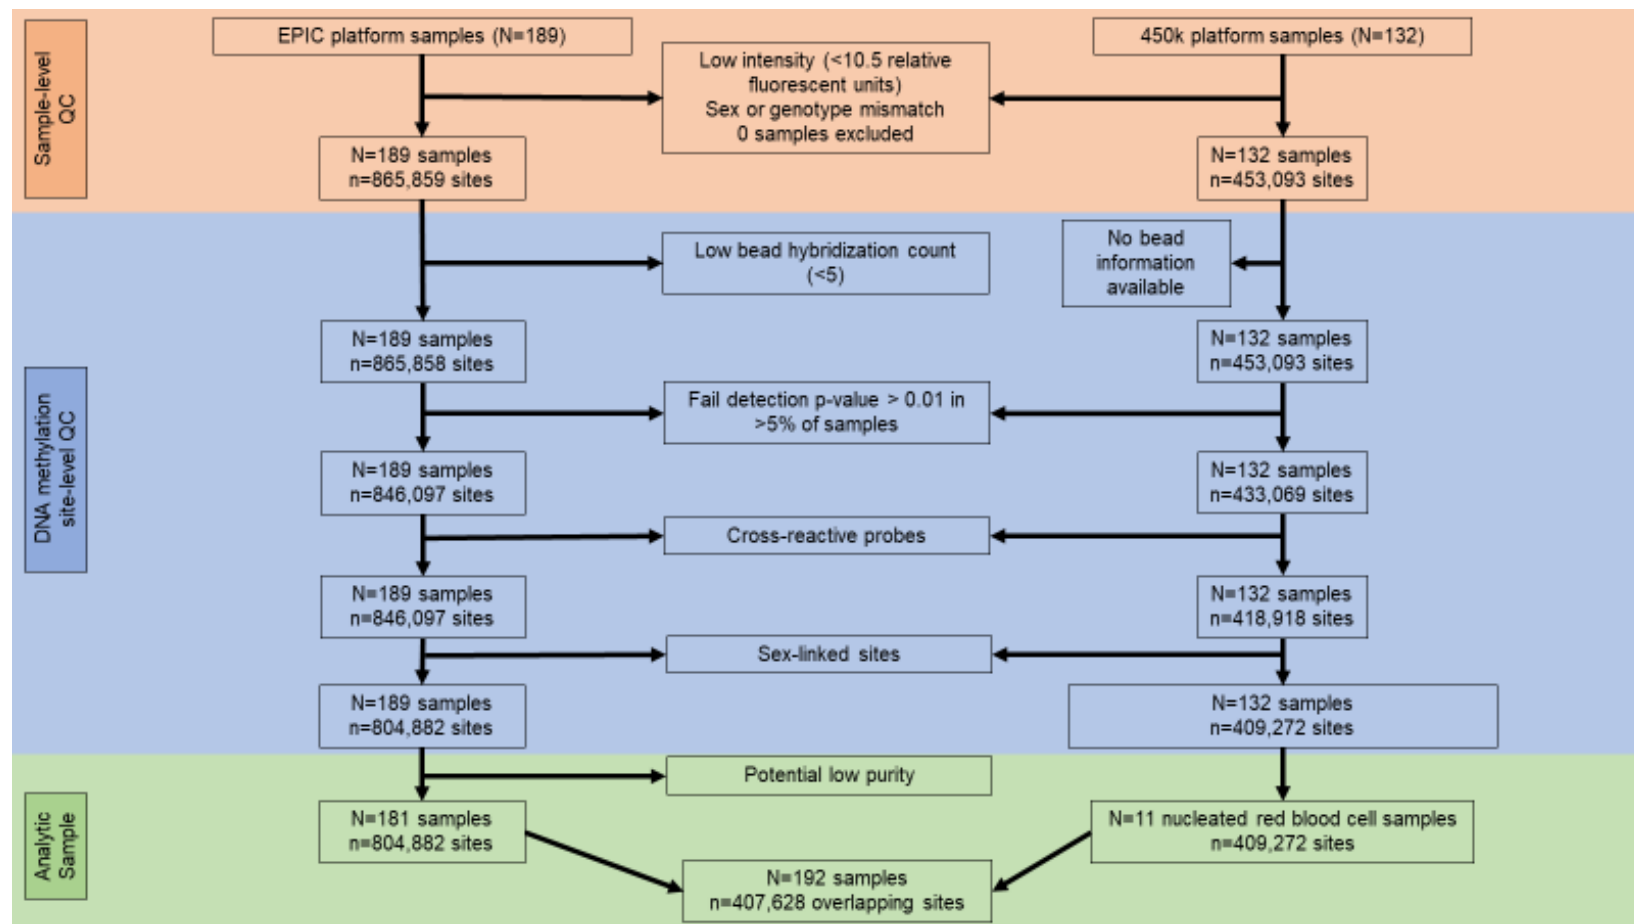 Sample-level
QC
EPIC platform samples (N=189)
Low intensity (<10.5 relative
fluorescent units)
Sex or genotype mismatch
0 samples excluded
450k platform samples (N=132)
N=189 samples
n=865,859 sites
N=132 samples
n=453,093 sites
DNA methylation
site-level QC
Low bead hybridization count
(<5)
No bead
information
available
N=189 samples
n=865,858 sites
N=132 samples
n=453,093 sites
Fail detection p-value > 0.01 in
>5% of samples
N=189 samples
n=846,097 sites
N=132 samples
n=433,069 sites
Cross-reactive probes
N=189 samples
n=846,097 sites
N=132 samples
n=418,918 sites
Sex-linked sites
N=189 samples
n=804,882 sites
N=132 samples
n=409,272 sites
Analytic
Sample
Potential low purity
N=181 samples
n=804,882 sites
N=11 nucleated red blood cell samples
n=409,272 sites
N=192 samples
n=407,628 overlapping sites